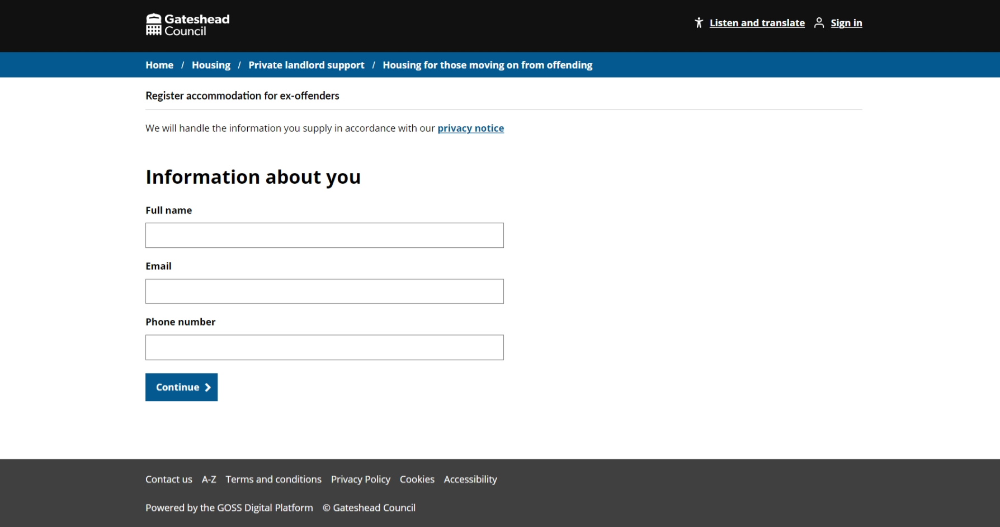 Gateshead
Council
Listen and translate
Sign in
Home / Housing / Private landlord support / Housing for those moving on from offending
Register accommodation for ex-offenders
We will handle the information you supply in accordance with our privacy notice
Information about you
Full name
Email
Phone number
Continue
Contact us A-Z Terms and conditions Privacy Policy Cookies Accessibility
Powered by the GOSS Digital Platform © Gateshead Council